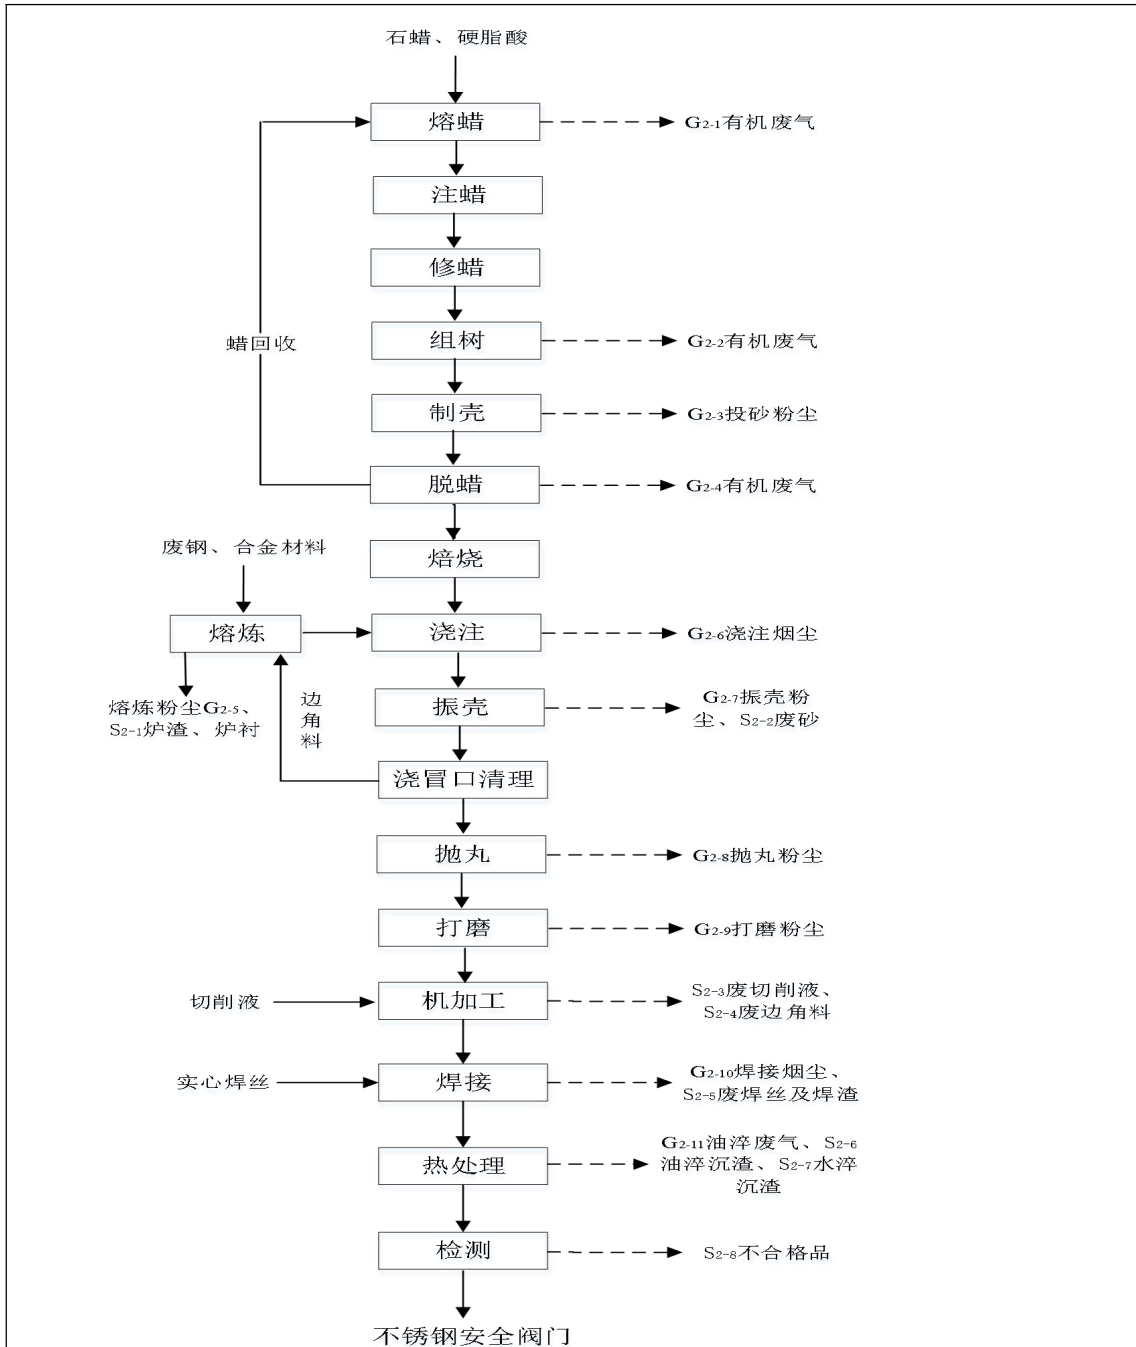 石蜡、硬脂酸
熔蜡
G2-1有机废气
注蜡
修蜡
组树
G2-2有机废气
蜡回收
制壳
G2-3投砂粉尘
脱蜡
G2-4有机废气
废钢、合金材料
焙烧
熔炼
浇注
G2-6浇注烟尘
熔炼粉尘G2-5、
S2-1炉渣、炉衬
边
角
料
振壳
G2-7振壳粉
尘、S2-2废砂
浇冒口清理
抛丸
G2-8抛丸粉尘
打磨
G2-9打磨粉尘
切削液
机加工
S2-3废切削液、
S2-4废边角料
实心焊丝
焊接
G2-10焊接烟尘、
S2-5废焊丝及焊渣
热处理
G2-11油淬废气、S2-6
油淬沉渣、S2-7水淬
沉渣
检测
S2-8不合格品
不锈钢安全阀门